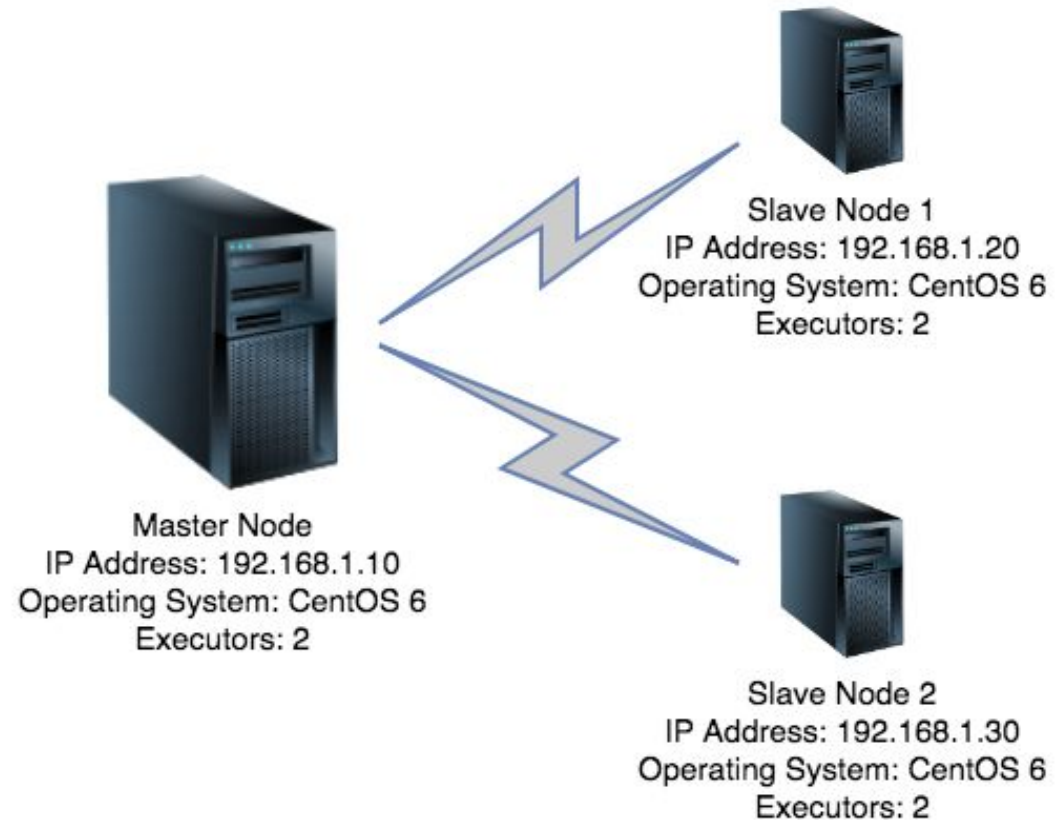 Slave Node 1
IP Address: 192.168.1.20
Operating System: CentOS 6
Executors: 2
Master Node
IP Address: 192.168.1.10
Operating System: CentOS 6
Executors: 2
Slave Node 2
IP Address: 192.168.1.30
Operating System: CentOS 6
Executors: 2